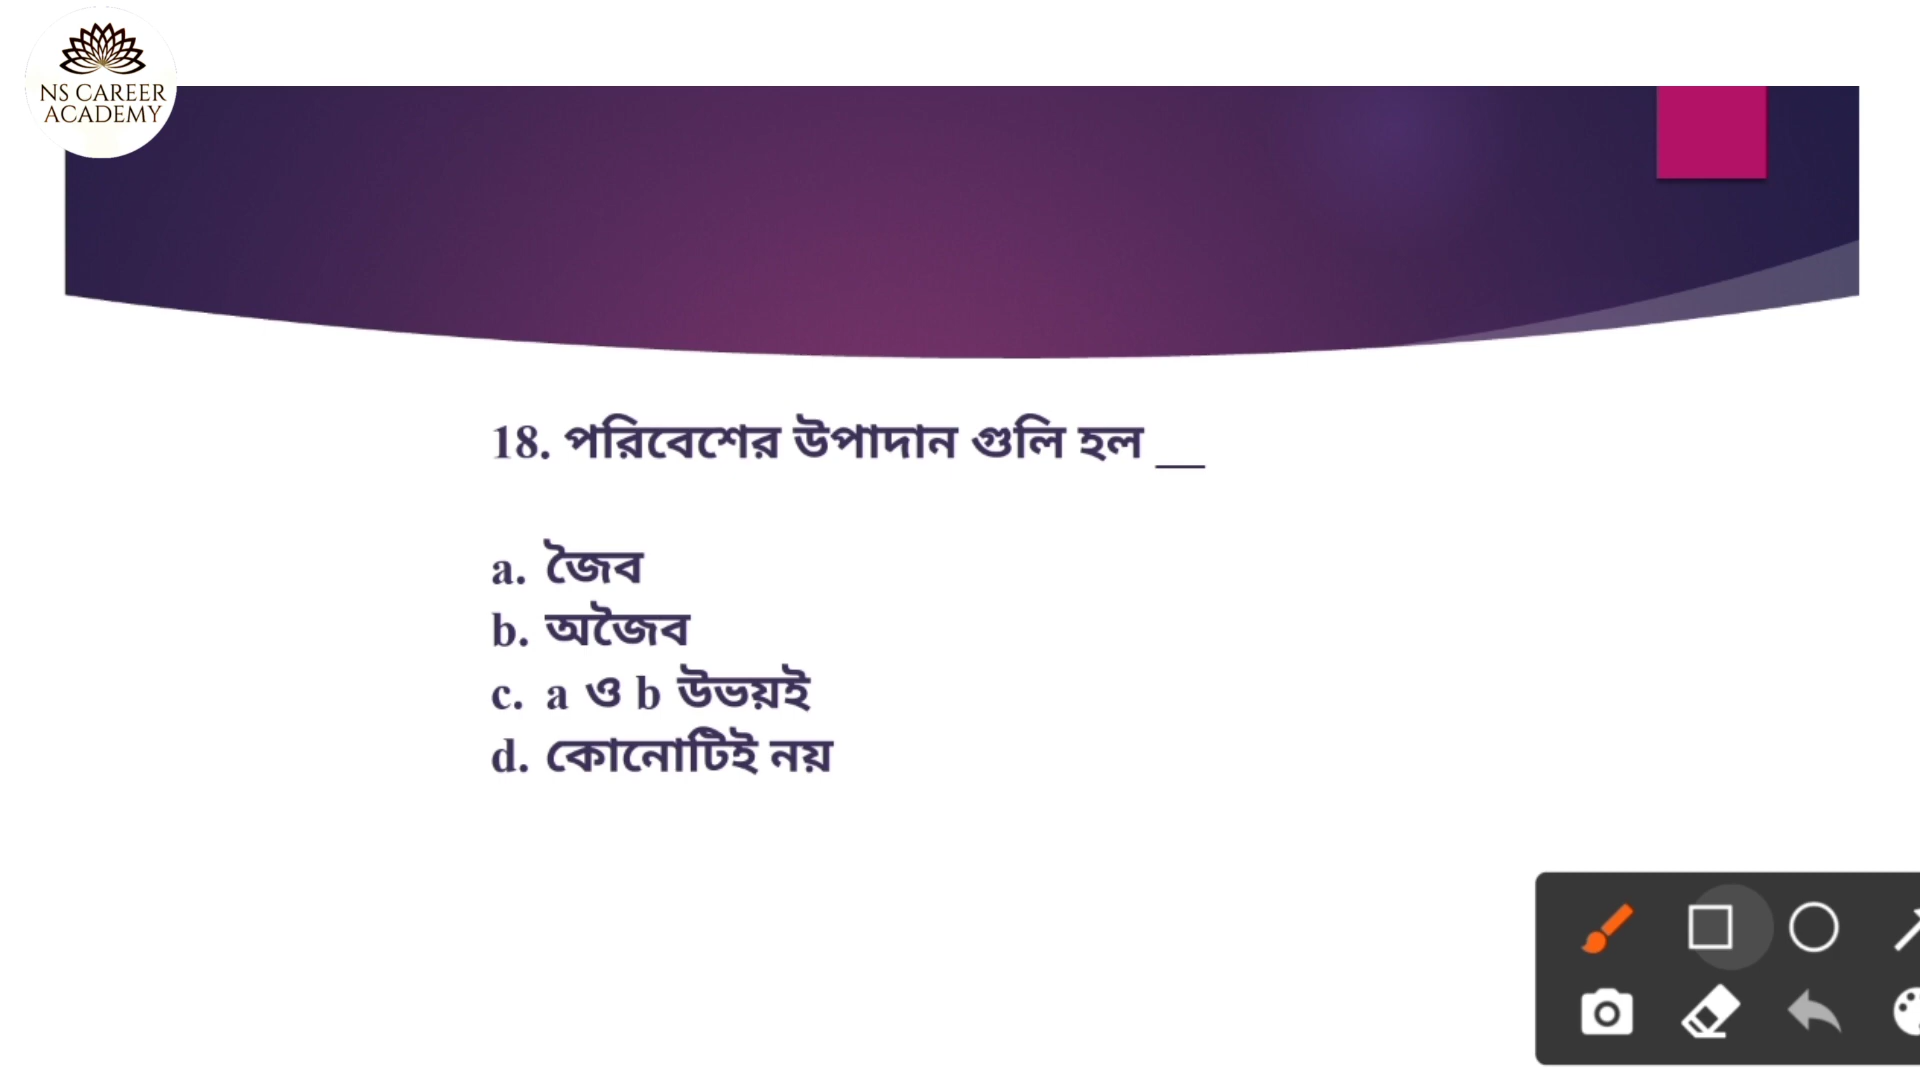 NS CAREER
ACADEMY
18. পরিবেশের উপাদান গুলি হল __
a. জৈব
b. অজৈব
c. a ও b উভয়ই
d. কোনোটিই নয়